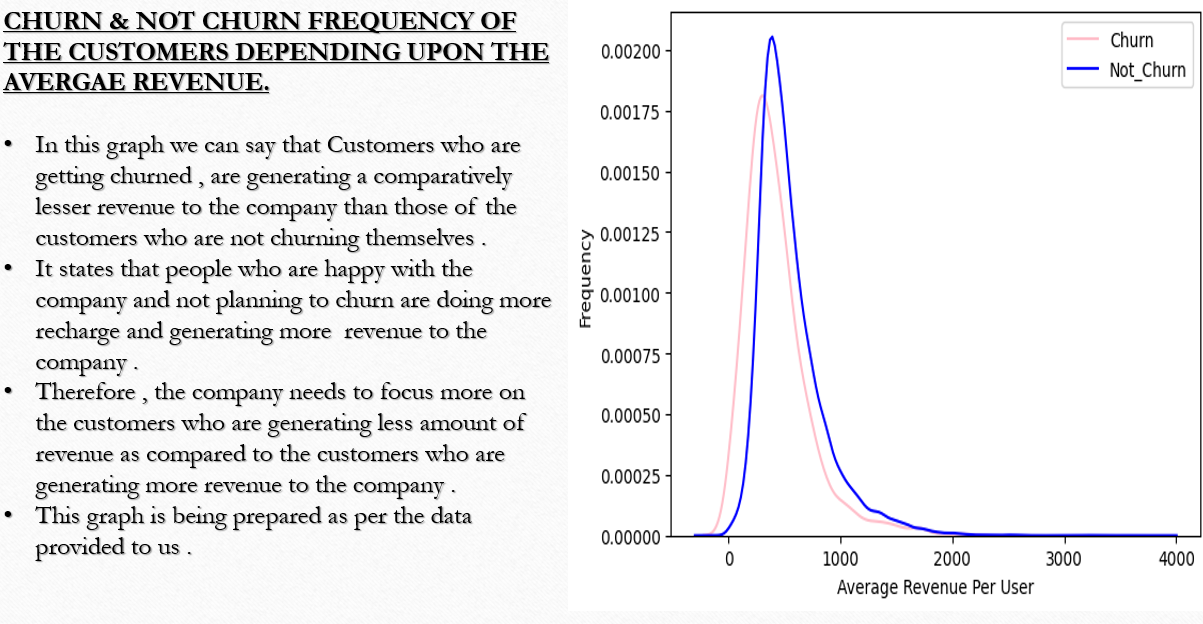 CHURN & NOT CHURN FREQUENCY OF
THE CUSTOMERS DEPENDING UPON THE
AVERGAE REVENUE.
• In this graph we can say that Customers who are
getting churned , are generating a comparatively
lesser revenue to the company than those of the
customers who are not churning themselves .
• It states that people who are happy with the
company and not planning to churn are doing more
recharge and generating more  revenue to the
company .
• Therefore , the company needs to focus more on
the customers who are generating less amount of
revenue as compared to the customers who are
generating more revenue to the company .
• This graph is being prepared as per the data
provided to us .
Churn
Not_Churn
Frequency
0.00200
0.00175
0.00150
0.00125
0.00100
0.00075
0.00050
0.00025
0.00000
0 1000 2000 3000 4000
Average Revenue Per User